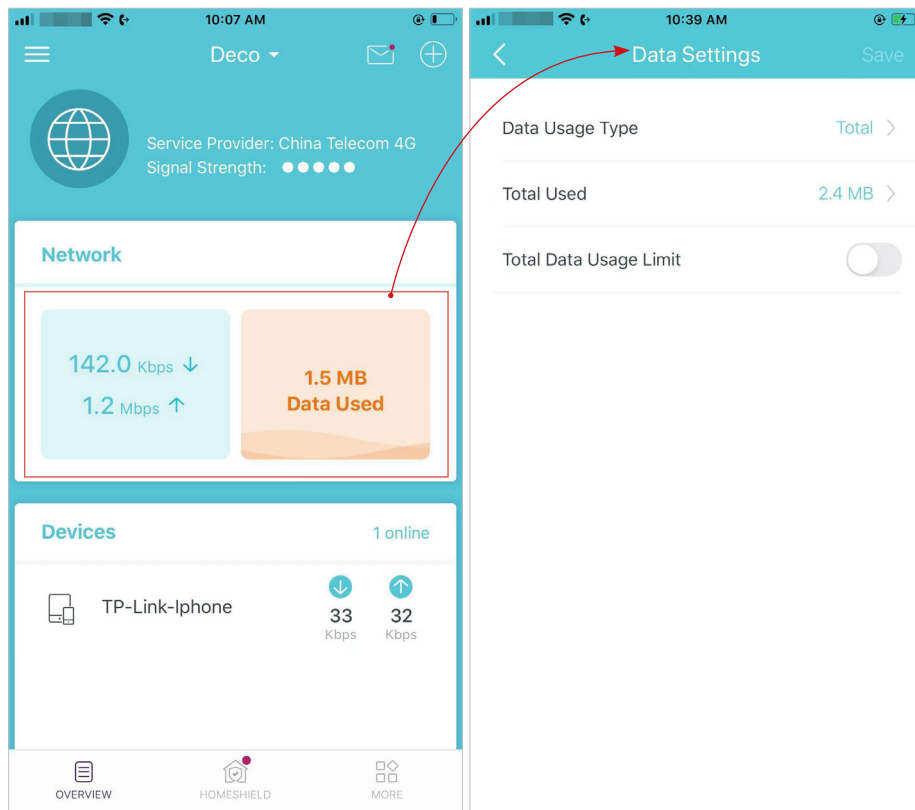 10:07 AM
Deco
Service Provider: China Telecom 4G
Signal Strength:
Network
142.0 Kbps
1.2 Mbps
1.5 MB
Data Used
Devices
1 online
TP-Link-Iphone
33
Kbps
32
Kbps
OVERVIEW
HOMESHIELD
MORE
10:39 AM
Data Settings
Save
Data Usage Type
Total
Total Used
2.4 MB
Total Data Usage Limit